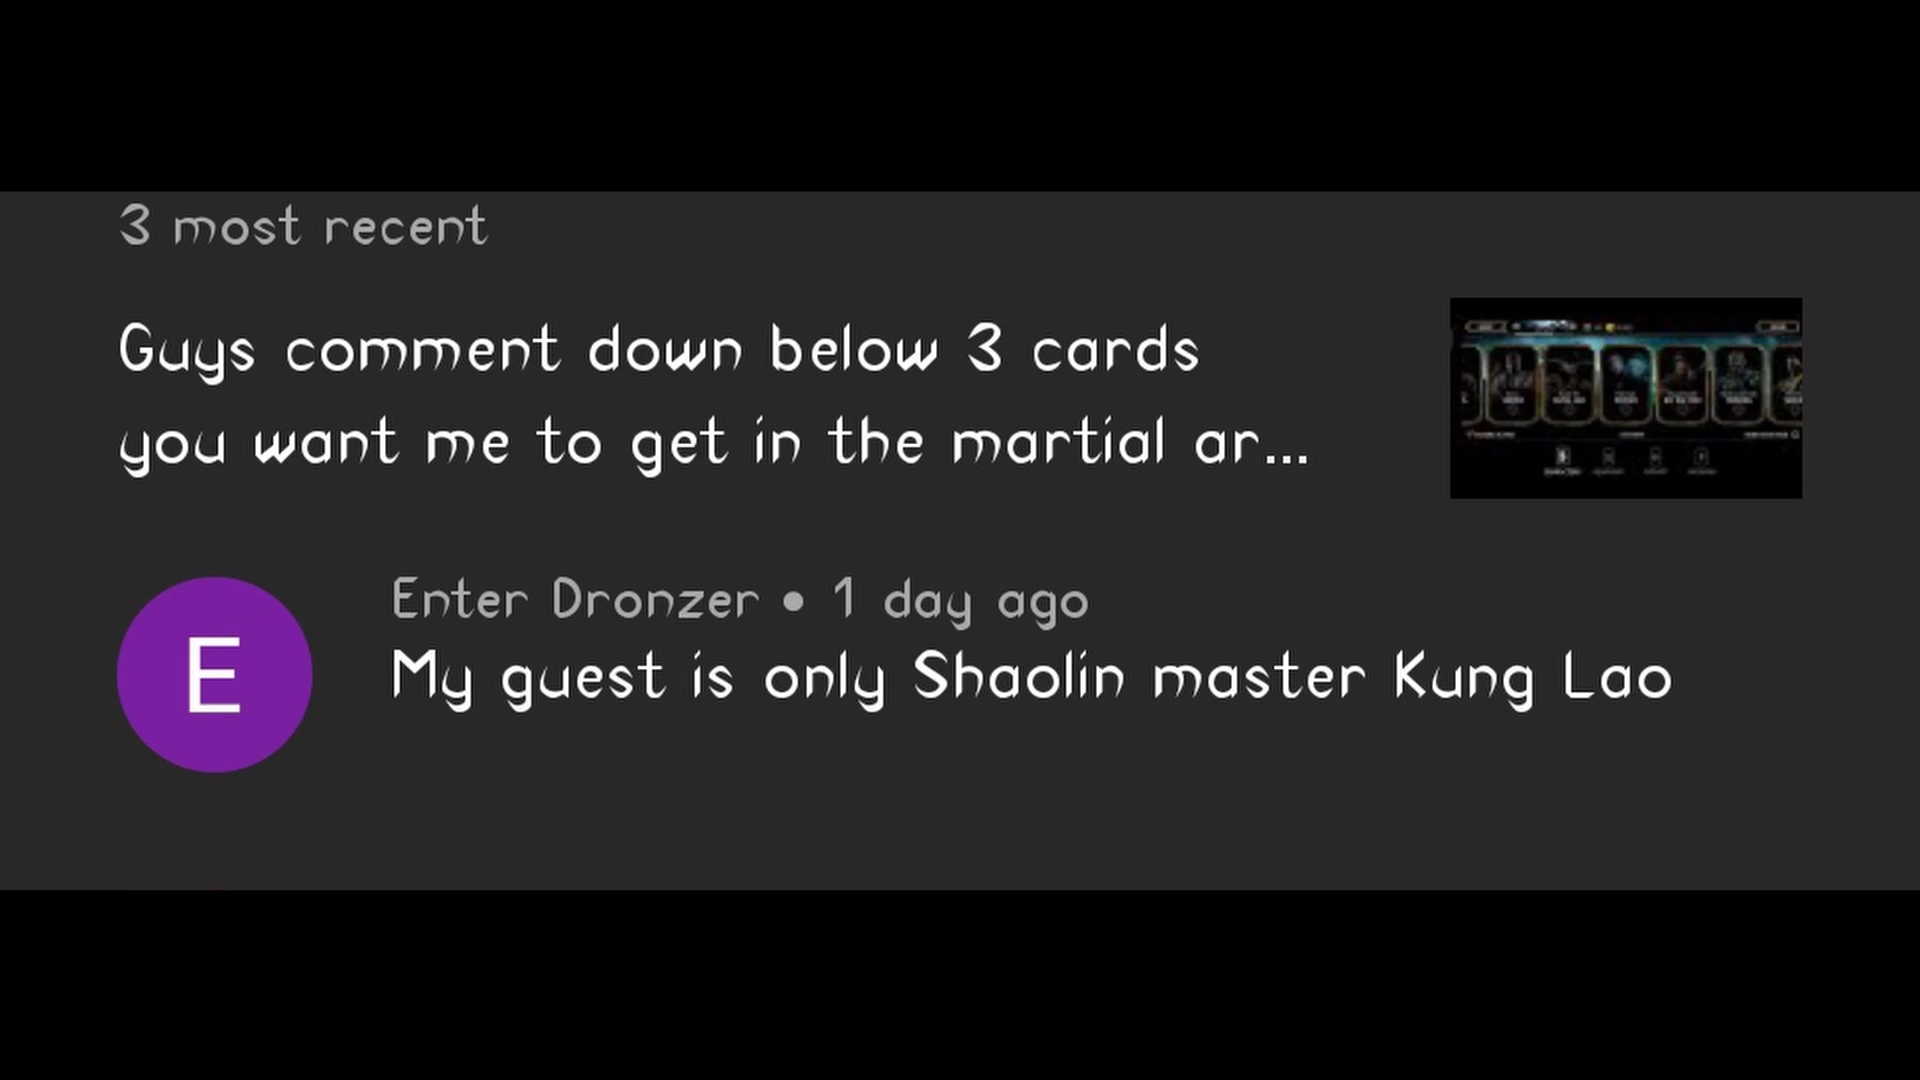 3 most recent
Guys comment down below 3 cards
you want me to get in the martial ar...
E
Enter Dronzer • 1 day ago
My guest is only Shaolin master Kung Lao